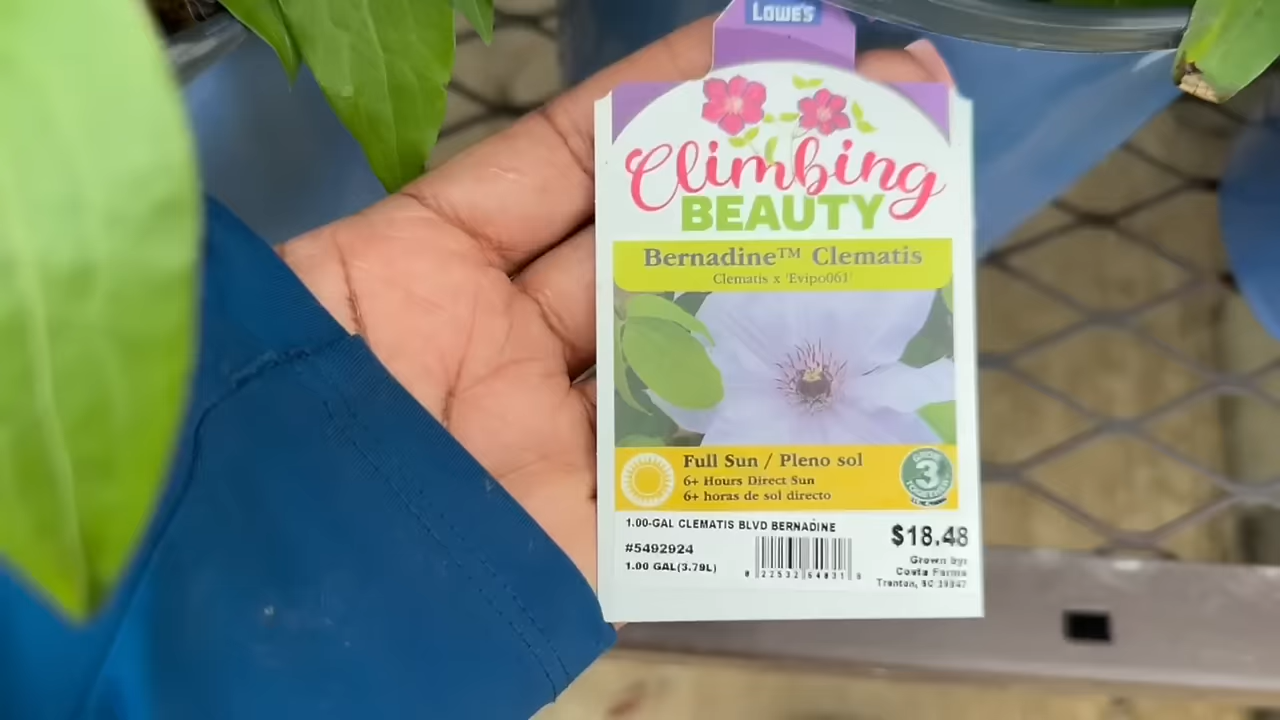 LOWE'S
Climbing
BEAUTY
Bernadine™ Clematis
Clematis x 'Evipo061'
Full Sun / Pleno sol
6+ Hours Direct Sun
6+ horas de sol directo
GROW
3
TOGETHER
1.00-GAL CLEMATIS BLVD BERNADINE
#5492924
1.00 GAL(3.79L)
$18.48
Grown by:
Costa Farms
Trenton, SC